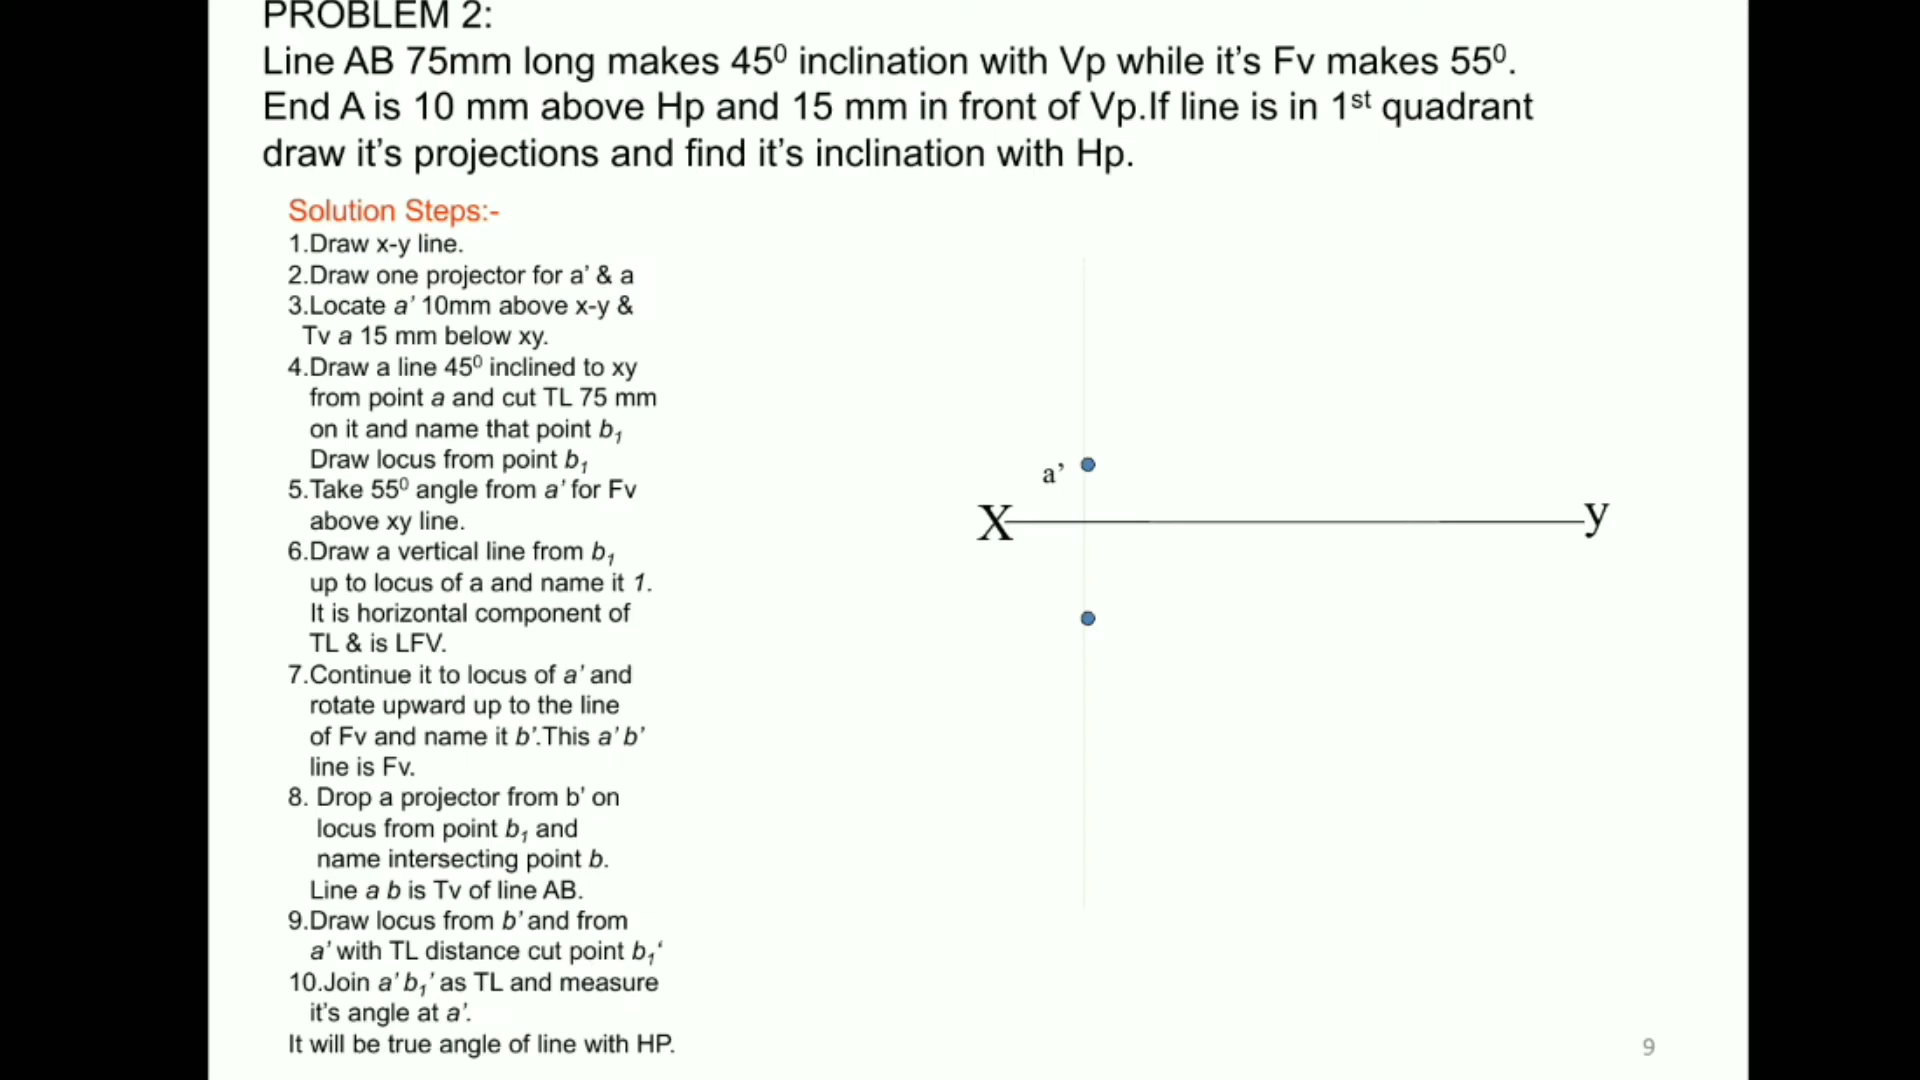 PROBLEM 2:
Line AB 75mm long makes 45⁰ inclination with Vp while it’s Fv makes 55⁰.
End A is 10 mm above Hp and 15 mm in front of Vp.If line is in 1ˢᵗ quadrant
draw it’s projections and find it’s inclination with Hp.
Solution Steps:-
1.Draw x-y line.
2.Draw one projector for a’ & a
3.Locate a’ 10mm above x-y &
Tv a 15 mm below xy.
4.Draw a line 45⁰ inclined to xy
from point a and cut TL 75 mm
on it and name that point b₁
Draw locus from point b₁
5.Take 55⁰ angle from a’ for Fv
above xy line.
6.Draw a vertical line from b₁
up to locus of a and name it 1.
It is horizontal component of
TL & is LFV.
7.Continue it to locus of a’ and
rotate upward up to the line
of Fv and name it b’.This a’ b’
line is Fv.
8. Drop a projector from b’ on
locus from point b₁ and
name intersecting point b.
Line a b is Tv of line AB.
9.Draw locus from b’ and from
a’ with TL distance cut point b₁‘
10.Join a’ b₁’ as TL and measure
it’s angle at a’.
It will be true angle of line with HP.
a’
X
y
9